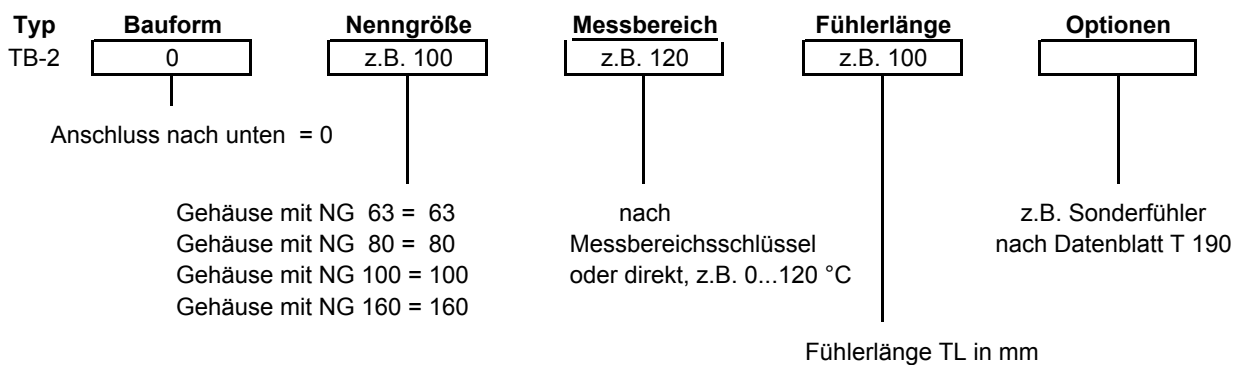 Typ Bauform Nenngröße Messbereich Fühlerlänge Optionen
TB-2 0 z.B. 100 z.B. 120 z.B. 100
Anschluss nach unten = 0
Gehäuse mit NG 63 = 63
Gehäuse mit NG 80 = 80
Gehäuse mit NG 100 = 100
Gehäuse mit NG 160 = 160
nach
Messbereichsschlüssel
oder direkt, z.B. 0...120 °C
z.B. Sonderfühler
nach Datenblatt T 190
Fühlerlänge TL in mm